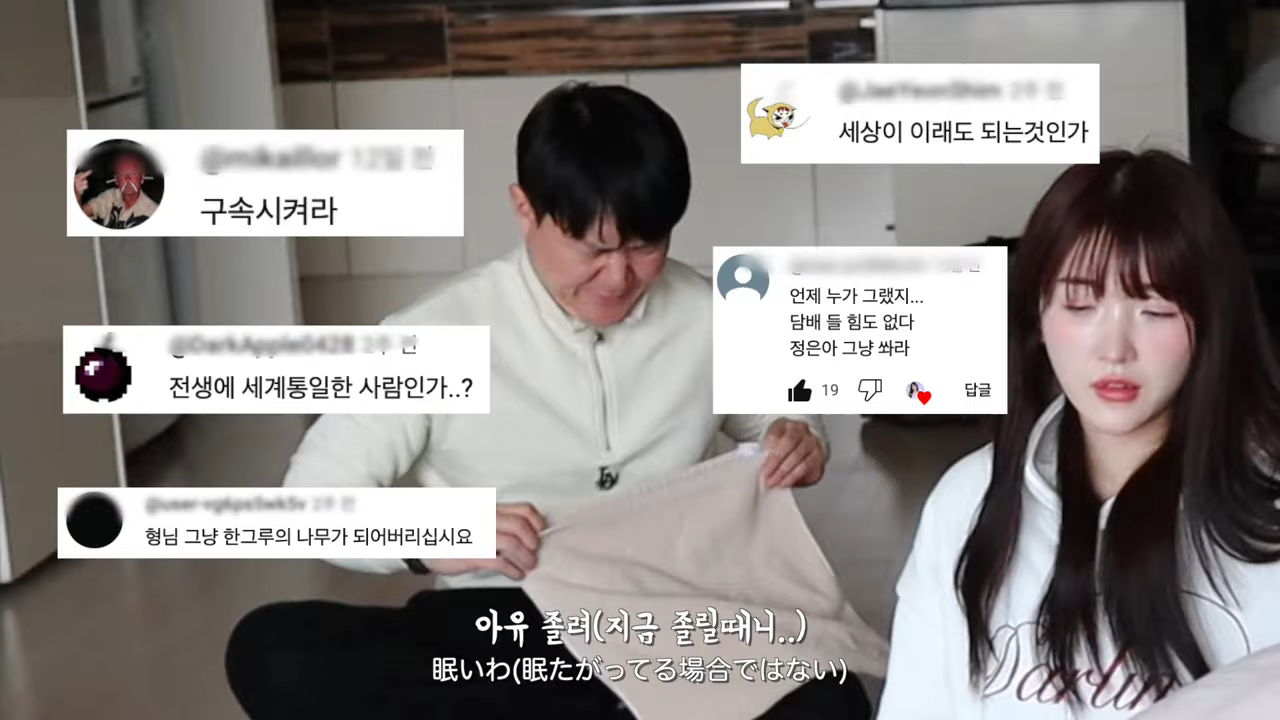 구속시켜라
세상이 이래도 되는것인가
언제 누가 그랬지...
담배 들 힘도 없다
정은아 그냥 쏴라
19
답글
전생에 세계통일한 사람인가..?
형님 그냥 한그루의 나무가 되어버리십시요
아유 졸려(지금 졸릴때니..)
眠いわ(眠たがってる場合ではない)
Darlin